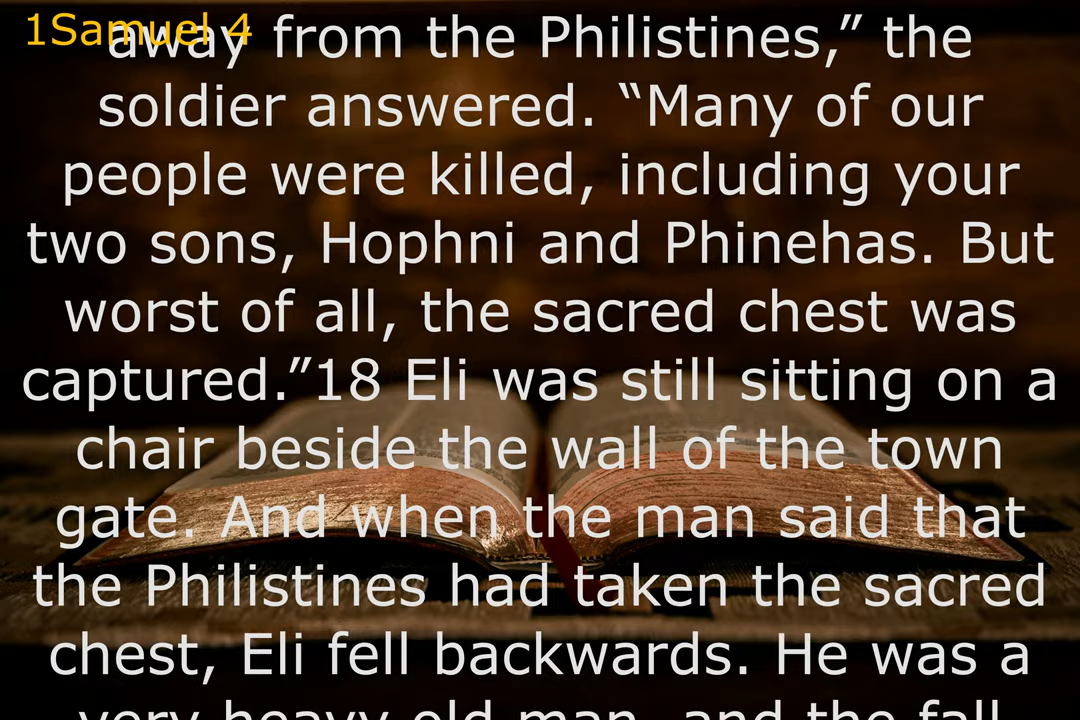 1Samuel 4
away from the Philistines,” the
soldier answered. “Many of our
people were killed, including your
two sons, Hophni and Phinehas. But
worst of all, the sacred chest was
captured.”18 Eli was still sitting on a
chair beside the wall of the town
gate. And when the man said that
the Philistines had taken the sacred
chest, Eli fell backwards. He was a
very heavy old man, and the fall